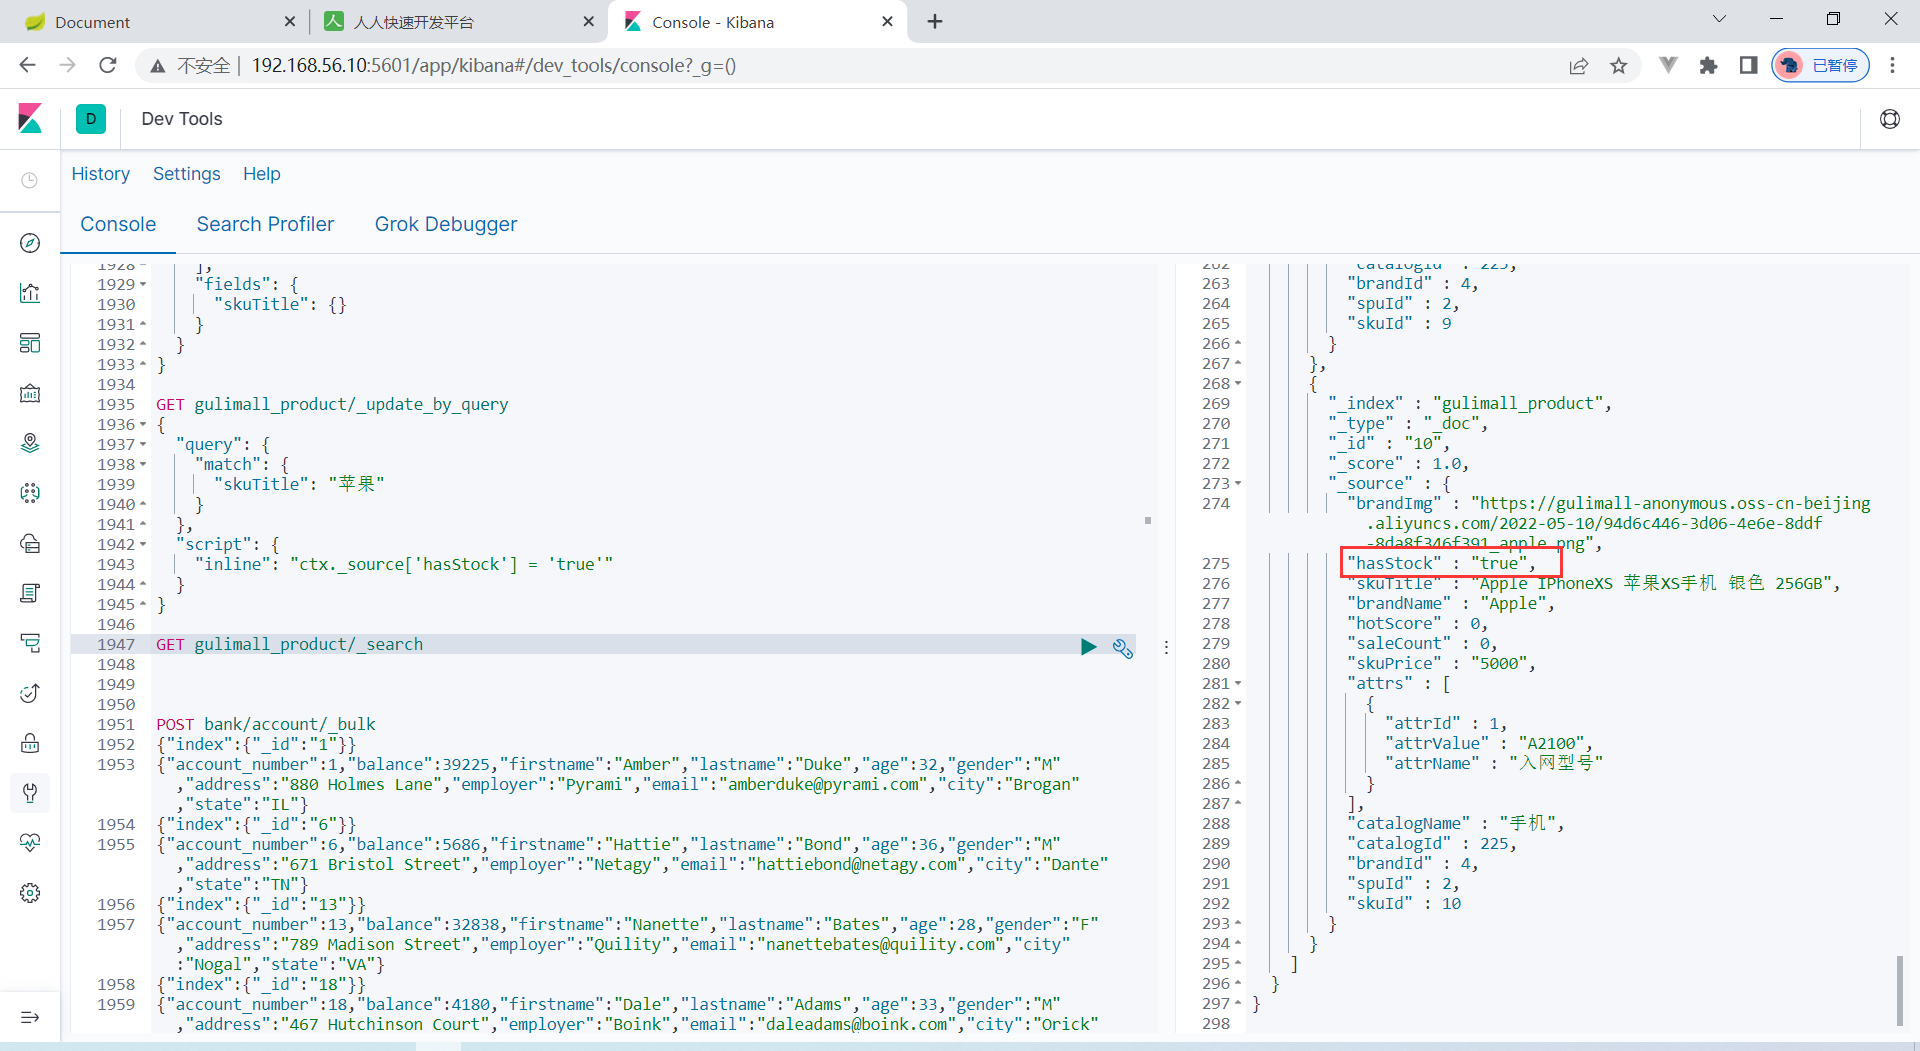 Document
人人快速开发平台
Console - Kibana
不安全
192.168.56.10:5601/app/kibana#/dev_tools/console?_g=()
已暂停
D
Dev Tools
History Settings Help
Console Search Profiler Grok Debugger
1928 ],
1929 "fields": {
1930 "skuTitle": {}
1931 }
1932 }
1933 }
1934
1935 GET gulimall_product/_update_by_query
1936 {
1937 "query": {
1938 "match": {
1939 "skuTitle": "苹果"
1940 }
1941 },
1942 "script": {
1943 "inline": "ctx._source['hasStock'] = 'true'"
1944 }
1945 }
1946
1947 GET gulimall_product/_search
1948
1949
1950
1951 POST bank/account/_bulk
1952 {"index":{"_id":"1"}}
1953 {"account_number":1,"balance":39225,"firstname":"Amber","lastname":"Duke","age":32,"gender":"M"
,"address":"880 Holmes Lane","employer":"Pyrami","email":"amberduke@pyrami.com","city":"Brogan"
,"state":"IL"}
1954 {"index":{"_id":"6"}}
1955 {"account_number":6,"balance":5686,"firstname":"Hattie","lastname":"Bond","age":36,"gender":"M"
,"address":"671 Bristol Street","employer":"Netagy","email":"hattiebond@netagy.com","city":"Dante"
,"state":"TN"}
1956 {"index":{"_id":"13"}}
1957 {"account_number":13,"balance":32838,"firstname":"Nanette","lastname":"Bates","age":28,"gender":"F"
,"address":"789 Madison Street","employer":"Quility","email":"nanettebates@quility.com","city"
:"Nogal","state":"VA"}
1958 {"index":{"_id":"18"}}
1959 {"account_number":18,"balance":4180,"firstname":"Dale","lastname":"Adams","age":33,"gender":"M"
,"address":"467 Hutchinson Court","employer":"Boink","email":"daleadams@boink.com","city":"Orick"
262 "catalogId" : 225,
263 "brandId" : 4,
264 "spuId" : 2,
265 "skuId" : 9
266 }
267 },
268 {
269 "_index" : "gulimall_product",
270 "_type" : "_doc",
271 "_id" : "10",
272 "_score" : 1.0,
273 "_source" : {
274 "brandImg" : "https://gulimall-anonymous.oss-cn-beijing
.aliyuncs.com/2022-05-10/94d6c446-3d06-4e6e-8ddf
-8da8f346f391_apple.png",
275 "hasStock" : "true",
276 "skuTitle" : "Apple IPhoneXS 苹果XS手机 银色 256GB",
277 "brandName" : "Apple",
278 "hotScore" : 0,
279 "saleCount" : 0,
280 "skuPrice" : "5000",
281 "attrs" : [
282 {
283 "attrId" : 1,
284 "attrValue" : "A2100",
285 "attrName" : "入网型号"
286 }
287 ],
288 "catalogName" : "手机",
289 "catalogId" : 225,
290 "brandId" : 4,
291 "spuId" : 2,
292 "skuId" : 10
293 }
294 }
295 ]
296 }
297 }
298